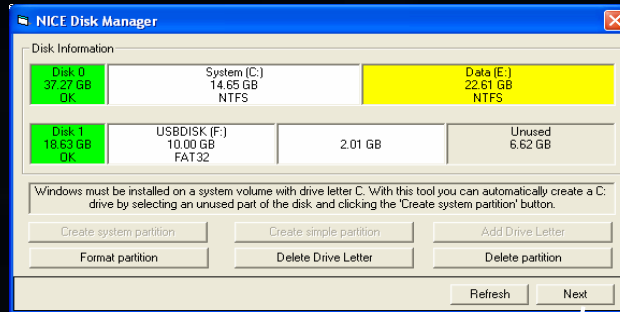 NICE Disk Manager
Disk Information
Disk 0
37.27 GB
OK
System (C:)
14.65 GB
NTFS
Data (E:)
22.61 GB
NTFS
Disk 1
18.63 GB
OK
USBDISK (F:)
10.00 GB
FAT32
2.01 GB
Unused
6.62 GB
Windows must be installed on a system volume with drive letter C. With this tool you can automatically create a C:
drive by selecting an unused part of the disk and clicking the 'Create system partition' button.
Create system partition
Create simple partition
Add Drive Letter
Format partition
Delete Drive Letter
Delete partition
Refresh
Next